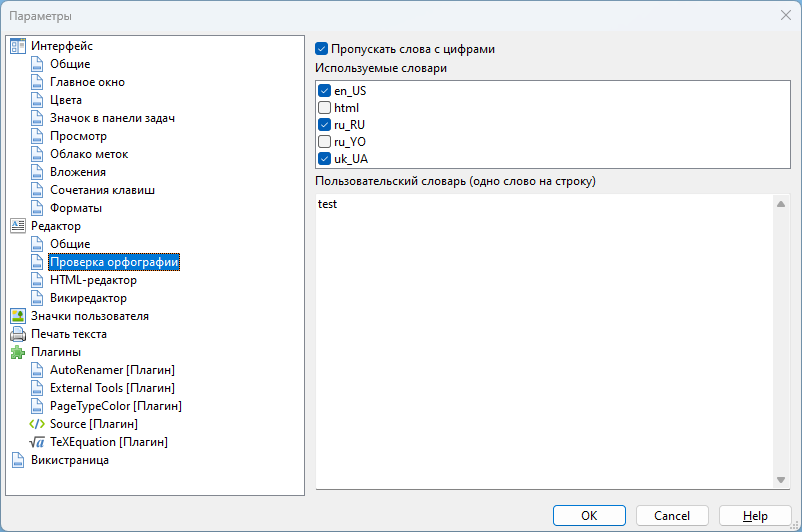 Параметры
Интерфейс
Общие
Главное окно
Цвета
Значок в панели задач
Просмотр
Облако меток
Вложения
Сочетания клавиш
Форматы
Редактор
Общие
Проверка орфографии
HTML-редактор
Викиредактор
Значки пользователя
Печать текста
Плагины
AutoRenamer [Плагин]
External Tools [Плагин]
PageTypeColor [Плагин]
Source [Плагин]
TeXEquation [Плагин]
Викистраница
Пропускать слова с цифрами
Используемые словари
en_US
html
ru_RU
ru_YO
uk_UA
Пользовательский словарь (одно слово на строку)
test
OK
Cancel
Help